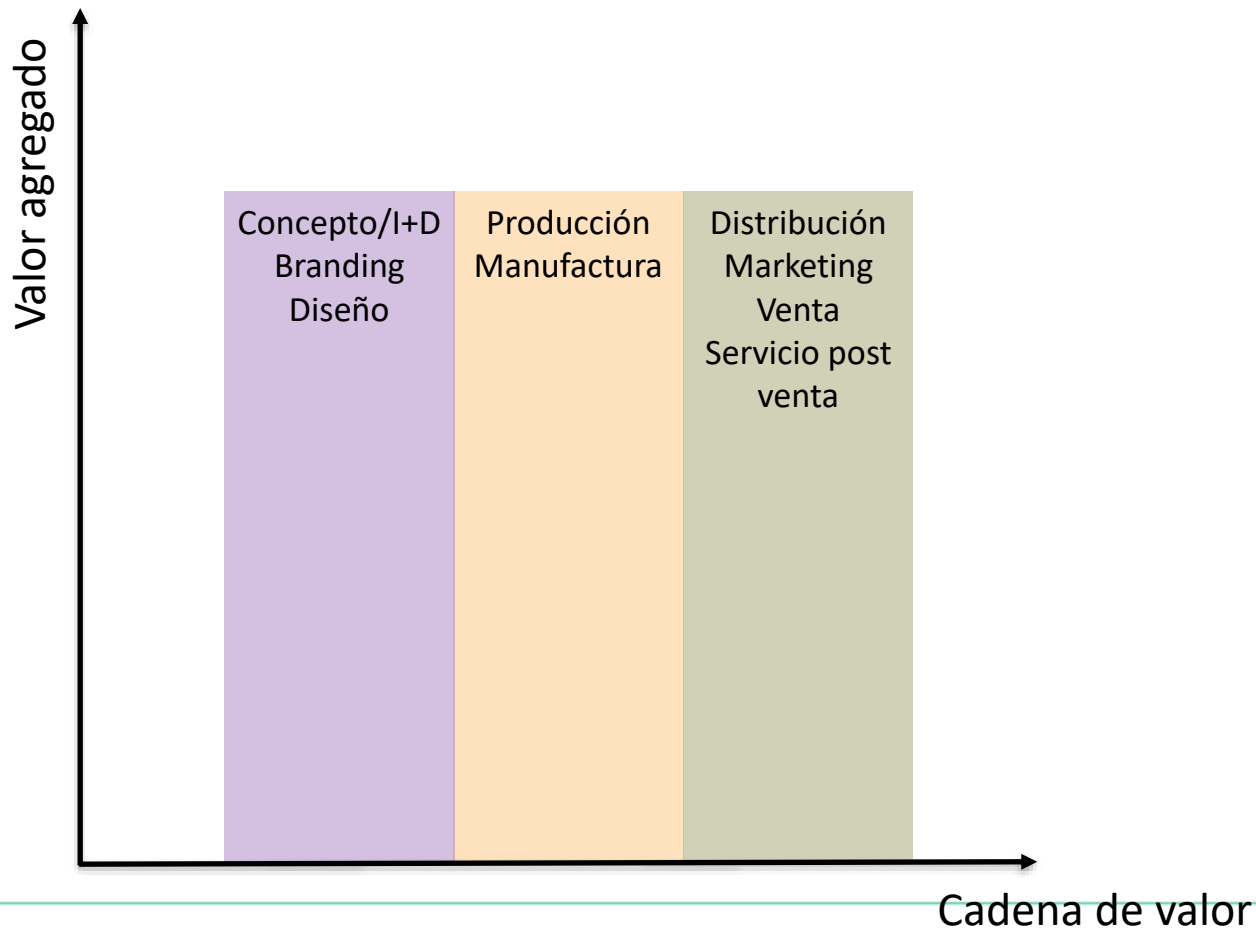 Valor agregado
Concepto/I+D
Branding
Diseño
Producción
Manufactura
Distribución
Marketing
Venta
Servicio post
venta
Cadena de valor